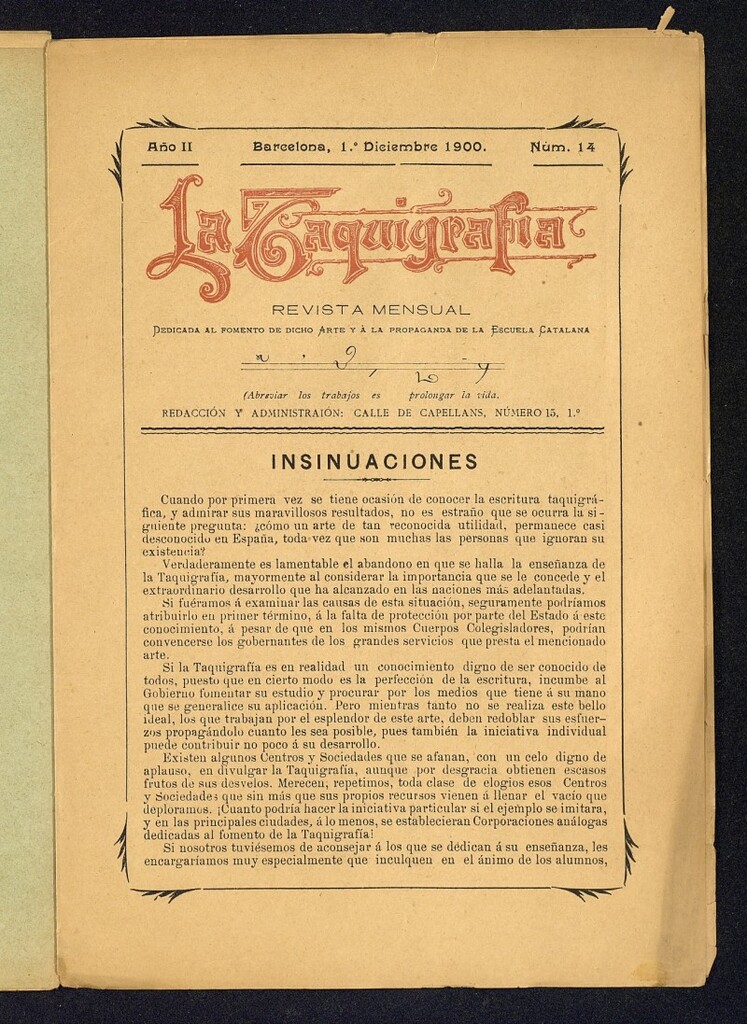 Año II
Barcelona, 1.º Diciembre 1900.
Núm. 14
La Taquigrafía
REVISTA MENSUAL
DEDICADA AL FOMENTO DE DICHO ARTE Y Á LA PROPAGANDA DE LA ESCUELA CATALANA
(Abreviar los trabajos es prolongar la vida.
REDACCIÓN Y ADMINISTRAIÓN: CALLE DE CAPELLANS, NÚMERO 15, 1.º
INSINUACIONES
Cuando por primera vez se tiene ocasión de conocer la escritura taquigrá-
fica, y admirar sus maravillosos resultados, no es estraño que se ocurra la si-
guiente pregunta: ¿cómo un arte de tan reconocida utilidad, permanece casi
desconocido en España, toda vez que son muchas las personas que ignoran su
existencia?
Verdaderamente es lamentable el abandono en que se halla la enseñanza de
la Taquigrafía, mayormente al considerar la importancia que se le concede y el
extraordinario desarrollo que ha alcanzado en las naciones más adelantadas.
Si fuéramos á examinar las causas de esta situación, seguramente podríamos
atribuirlo en primer término, á la falta de protección por parte del Estado á este
conocimiento, á pesar de que en los mismos Cuerpos Colegisladores, podrían
convencerse los gobernantes de los grandes servicios que presta el mencionado
arte.
Si la Taquigrafía es en realidad un conocimiento digno de ser conocido de
todos, puesto que en cierto modo es la perfección de la escritura, incumbe al
Gobierno fomentar su estudio y procurar por los medios que tiene á su mano
que se generalice su aplicación. Pero mientras tanto no se realiza este bello
ideal, los que trabajan por el esplendor de este arte, deben redoblar sus esfuer-
zos propagándolo cuanto les sea posible, pues también la iniciativa individual
puede contribuir no poco á su desarrollo.
Existen algunos Centros y Sociedades que se afanan, con un celo digno de
aplauso, en divulgar la Taquigrafía, aunque por desgracia obtienen escasos
frutos de sus desvelos. Merecen, repetimos, toda clase de elogios esos Centros
y Sociedades que sin más que sus propios recursos vienen á llenar el vacío que
deploramos. ¡Cuanto podría hacer la iniciativa particular si el ejemplo se imitara,
y en las principales ciudades, á lo menos, se establecieran Corporaciones análogas
dedicadas al fomento de la Taquigrafía!
Si nosotros tuviésemos de aconsejar á los que se dedican á su enseñanza, les
encargaríamos muy especialmente que inculquen en el ánimo de los alumnos,